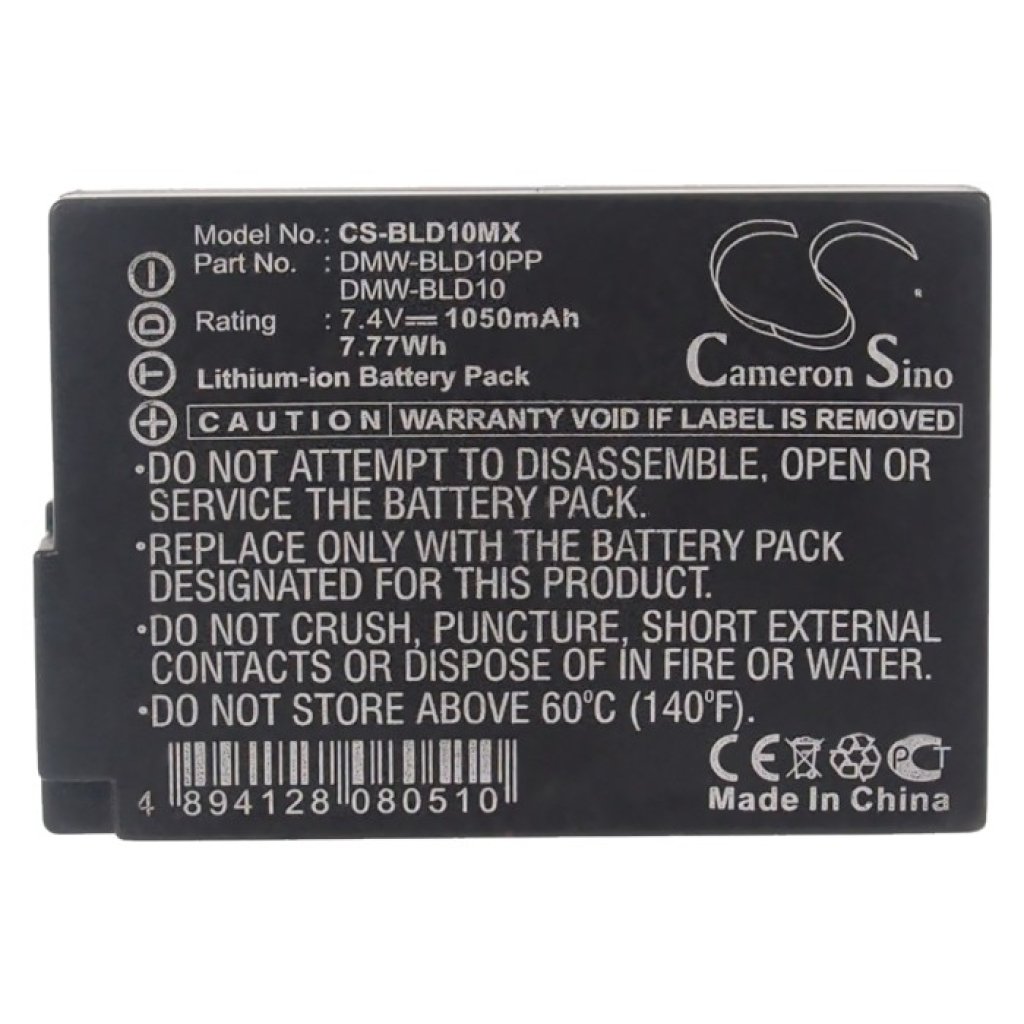 Model No.: CS-BLD10MX
Part No. : DMW-BLD10PP
DMW-BLD10
Rating : 7.4V⎓1050mAh
7.77Wh
Lithium-ion Battery Pack
- D T +
CS
Cameron Sino
CAUTION WARRANTY VOID IF LABEL IS REMOVED
•DO NOT ATTEMPT TO DISASSEMBLE, OPEN OR
SERVICE THE BATTERY PACK.
•REPLACE ONLY WITH THE BATTERY PACK
DESIGNATED FOR THIS PRODUCT.
•DO NOT CRUSH, PUNCTURE, SHORT EXTERNAL
CONTACTS OR DISPOSE IN FIRE OR WATER.
•DO NOT STORE ABOVE 60°C (140°F).
4 894128 080510
CE PCT
Made In China